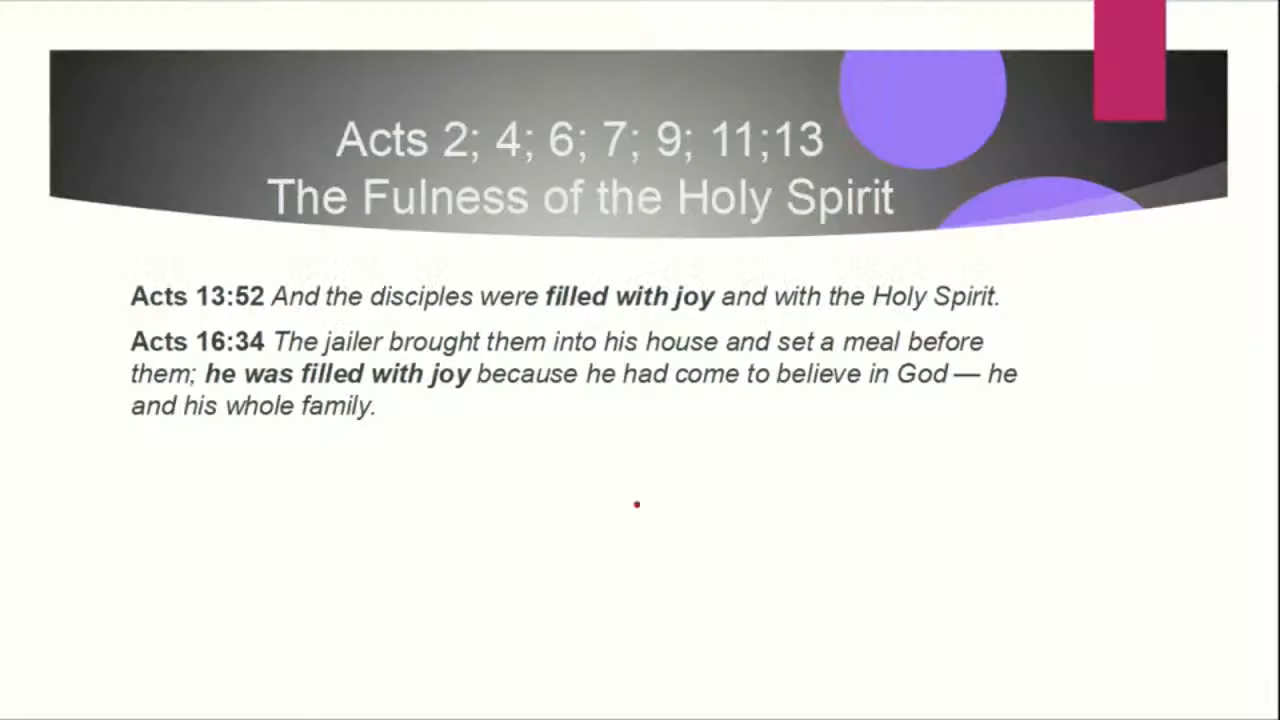 Acts 2; 4; 6; 7; 9; 11;13
The Fulness of the Holy Spirit
Acts 13:52 And the disciples were filled with joy and with the Holy Spirit.
Acts 16:34 The jailer brought them into his house and set a meal before
them; he was filled with joy because he had come to believe in God — he
and his whole family.